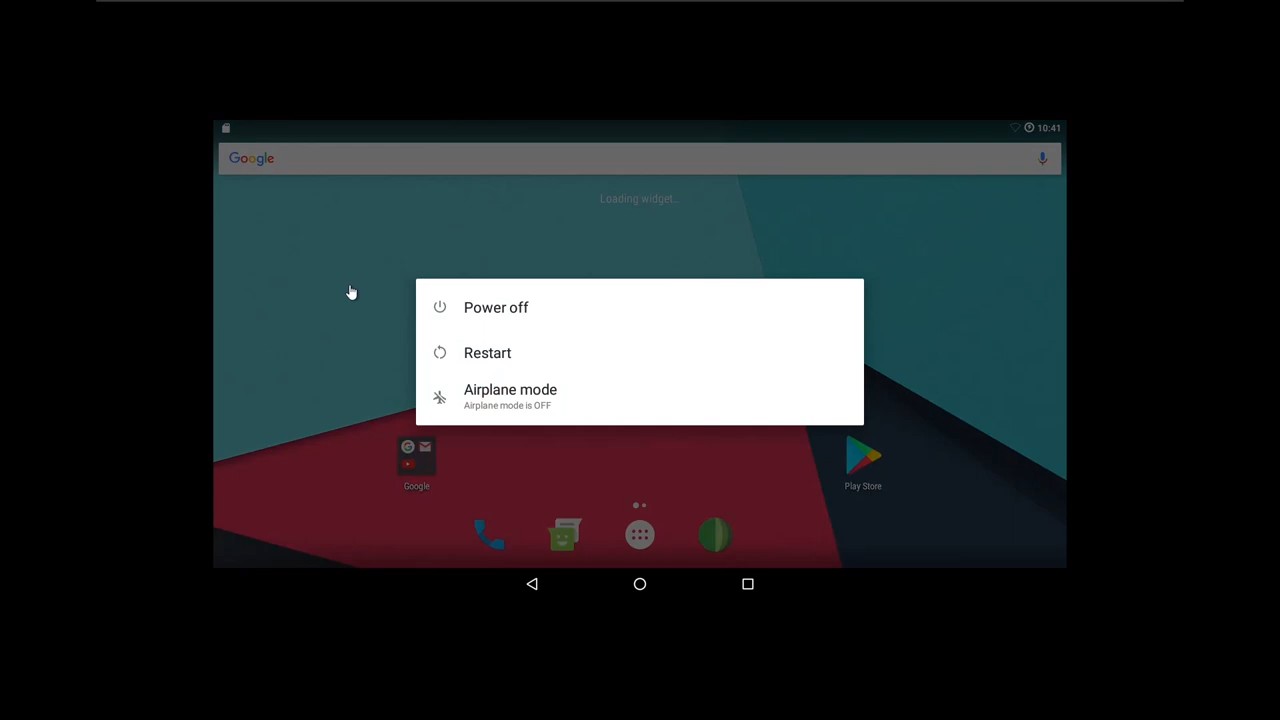 10:41
Google
Loading widget...
Power off
Restart
Airplane mode
Airplane mode is OFF
Google
Play Store